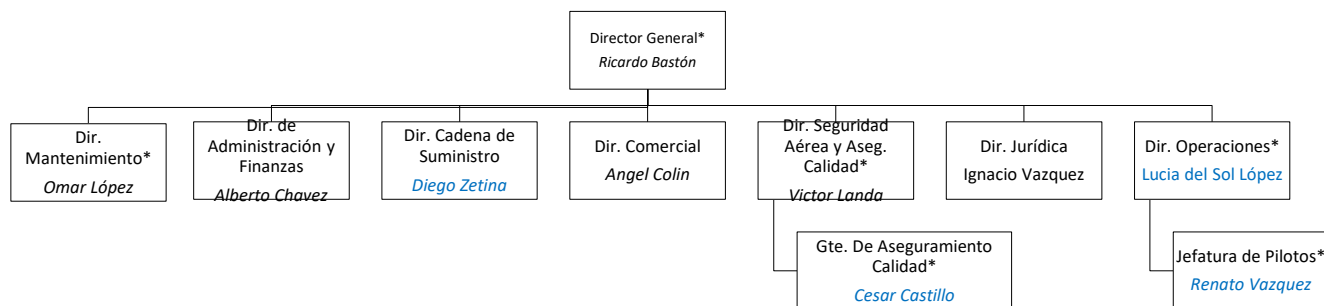 Director General*
Ricardo Bastón
Dir.
Mantenimiento*
Omar López
Dir. de
Administración y
Finanzas
Alberto Chavez
Dir. Cadena de
Suministro
Diego Zetina
Dir. Comercial
Angel Colin
Dir. Seguridad
Aérea y Aseg.
Calidad*
Victor Landa
Dir. Jurídica
Ignacio Vazquez
Dir. Operaciones*
Lucia del Sol López
Gte. De Aseguramiento
Calidad*
Cesar Castillo
Jefatura de Pilotos*
Renato Vazquez